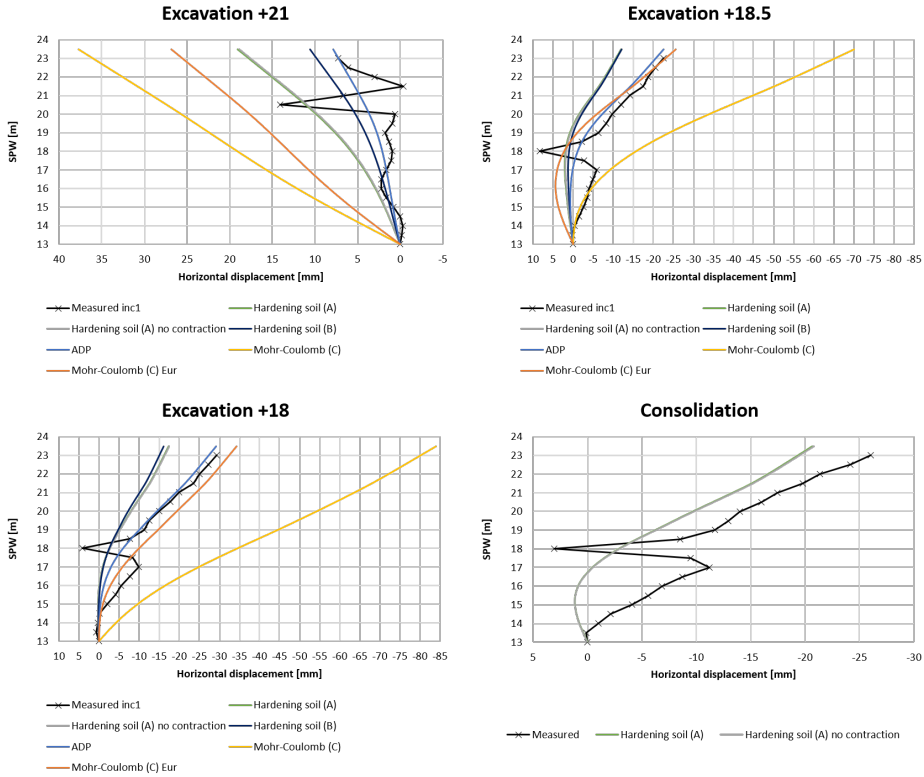 Excavation +21
24
23
22
21
20
19
18
17
16
15
14
13
SPW [m]
40 35 30 25 20 15 10 5 0 -5
Horizontal displacement [mm]
Measured inc1 Hardening soil (A)
Hardening soil (A) no contraction Hardening soil (B)
ADP Mohr-Coulomb (C)
Mohr-Coulomb (C) Eur
Excavation +18.5
24
23
22
21
20
19
18
17
16
15
14
13
SPW [m]
10 5 0 -5 -10 -15 -20 -25 -30 -35 -40 -45 -50 -55 -60 -65 -70 -75 -80 -85
Horizontal displacement [mm]
Measured inc1 Hardening soil (A)
Hardening soil (A) no contraction Hardening soil (B)
ADP Mohr-Coulomb (C)
Mohr-Coulomb (C) Eur
Excavation +18
24
23
22
21
20
19
18
17
16
15
14
13
SPW [m]
10 5 0 -5 -10 -15 -20 -25 -30 -35 -40 -45 -50 -55 -60 -65 -70 -75 -80 -85
Horizontal displacement [mm]
Measured inc1 Hardening soil (A)
Hardening soil (A) no contraction Hardening soil (B)
ADP Mohr-Coulomb (C)
Mohr-Coulomb (C) Eur
Consolidation
24
23
22
21
20
19
18
17
16
15
14
13
SPW [m]
5 0 -5 -10 -15 -20 -25 -30
Horizontal displacement [mm]
Measured Hardening soil (A) Hardening soil (A) no contraction